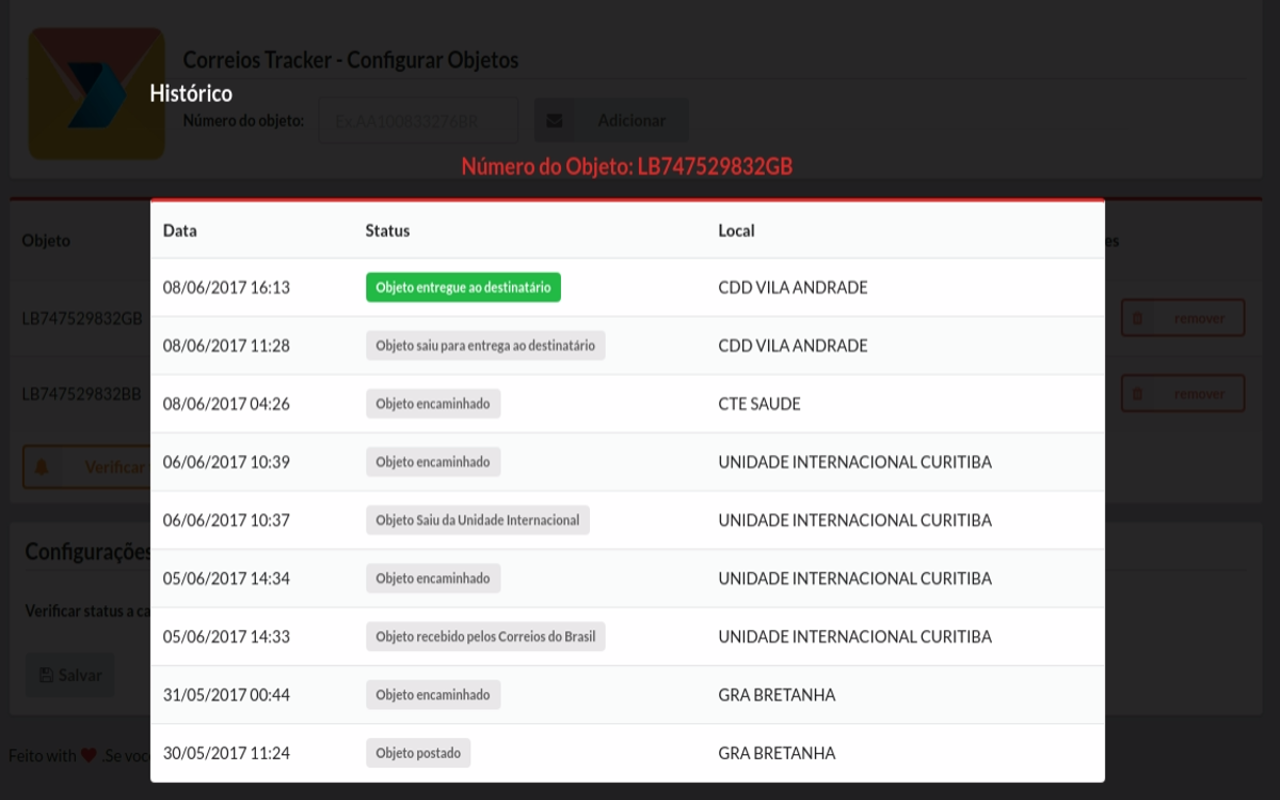 Correios Tracker - Configurar Objetos
Histórico
Número do objeto: Ex:AA100833276BR Adicionar
Número do Objeto: LB747529832GB
Data Status Local
Objeto es
08/06/2017 16:13 Objeto entregue ao destinatário CDD VILA ANDRADE
LB747529832GB remover
08/06/2017 11:28 Objeto saiu para entrega ao destinatário CDD VILA ANDRADE
LB747529832BB remover
08/06/2017 04:26 Objeto encaminhado CTE SAUDE
Verificar
06/06/2017 10:39 Objeto encaminhado UNIDADE INTERNACIONAL CURITIBA
06/06/2017 10:37 Objeto Saiu da Unidade Internacional UNIDADE INTERNACIONAL CURITIBA
Configurações
05/06/2017 14:34 Objeto encaminhado UNIDADE INTERNACIONAL CURITIBA
Verificar status a ca
05/06/2017 14:33 Objeto recebido pelos Correios do Brasil UNIDADE INTERNACIONAL CURITIBA
Salvar
31/05/2017 00:44 Objeto encaminhado GRA BRETANHA
30/05/2017 11:24 Objeto postado GRA BRETANHA
Feito with ❤ .Se voc